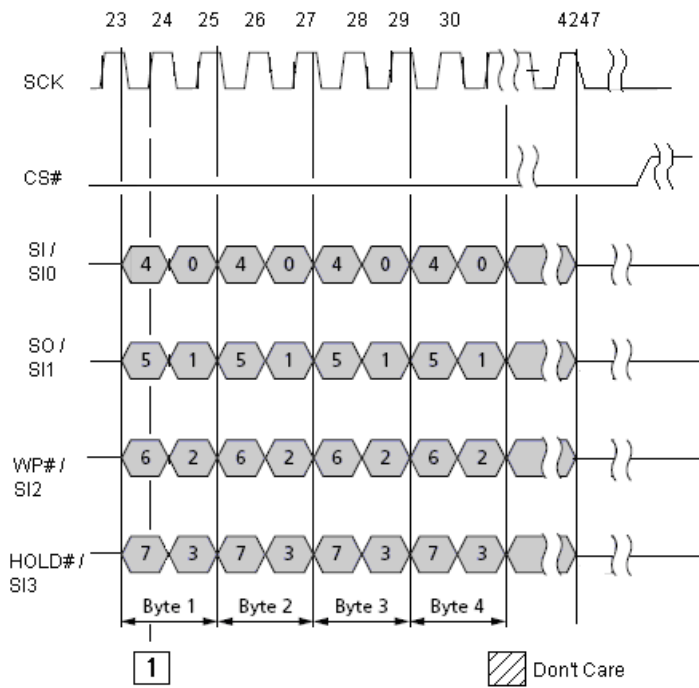 23 24 25 26 27 28 29 30 4247
SCK
CS#
SI /
SI0
4 0 4 0 4 0 4 0
SO /
SI1
5 1 5 1 5 1 5 1
WP# /
SI2
6 2 6 2 6 2 6 2
HOLD# /
SI3
7 3 7 3 7 3 7 3
Byte 1 Byte 2 Byte 3 Byte 4
1
Don't Care